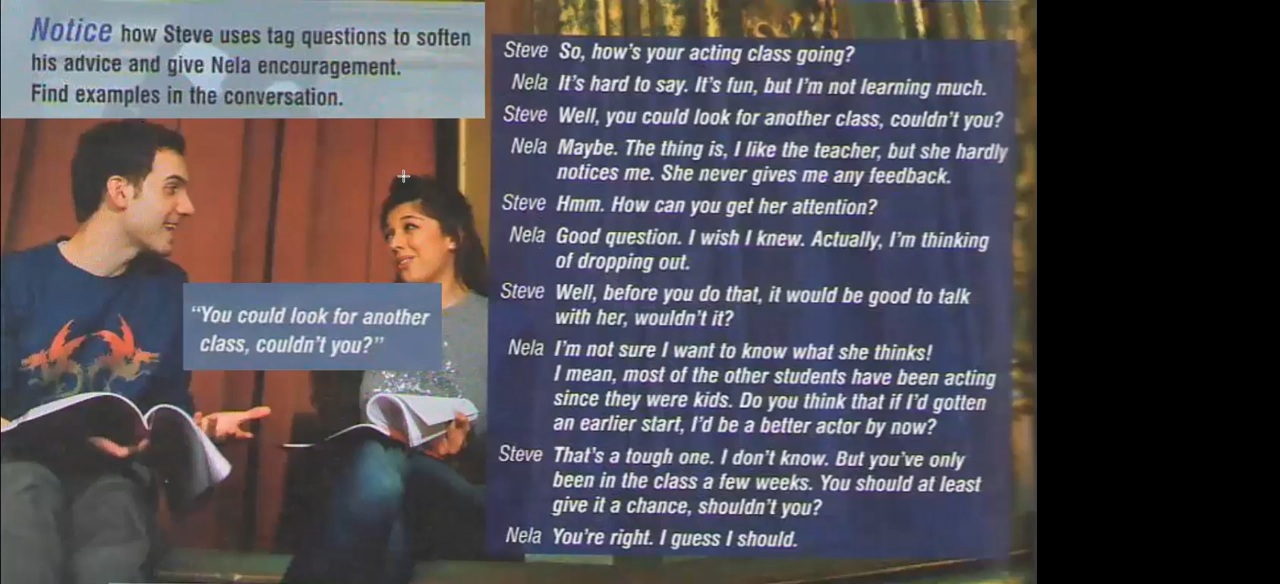 Notice how Steve uses tag questions to soften
his advice and give Nela encouragement.
Find examples in the conversation.
"You could look for another
class, couldn't you?"
Steve So, how's your acting class going?
Nela It's hard to say. It's fun, but I'm not learning much.
Steve Well, you could look for another class, couldn't you?
Nela Maybe. The thing is, I like the teacher, but she hardly
notices me. She never gives me any feedback.
Steve Hmm. How can you get her attention?
Nela Good question. I wish I knew. Actually, I'm thinking
of dropping out.
Steve Well, before you do that, it would be good to talk
with her, wouldn't it?
Nela I'm not sure I want to know what she thinks!
I mean, most of the other students have been acting
since they were kids. Do you think that if I'd gotten
an earlier start, I'd be a better actor by now?
Steve That's a tough one. I don't know. But you've only
been in the class a few weeks. You should at least
give it a chance, shouldn't you?
Nela You're right. I guess I should.